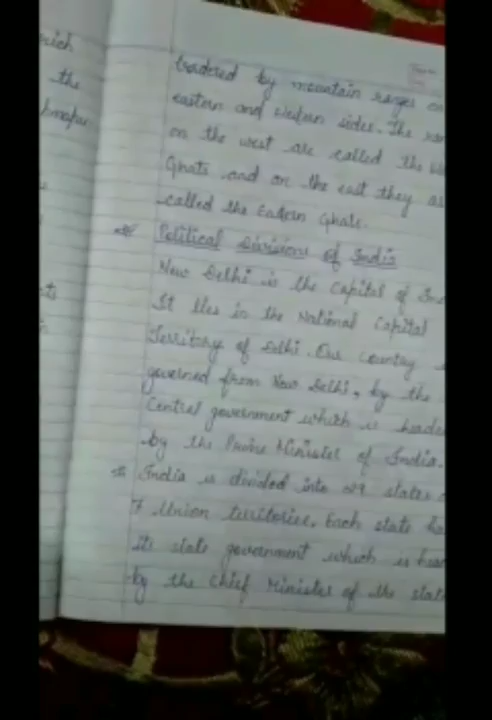 rich
the
bordered by mountain ranges on
eastern and western sides. The
on the west are called the
Ghats and on the east they
called the Eastern Ghats.
Political Divisions of India
New Delhi is the Capital of
It lies in the National Capital
Territory of Delhi. Our Country
governed from New Delhi, by the
Central government which is
by the Prime Minister of India.
India is divided into 29 states
7 Union territories. Each state
its state government which is
by the Chief Minister of the state